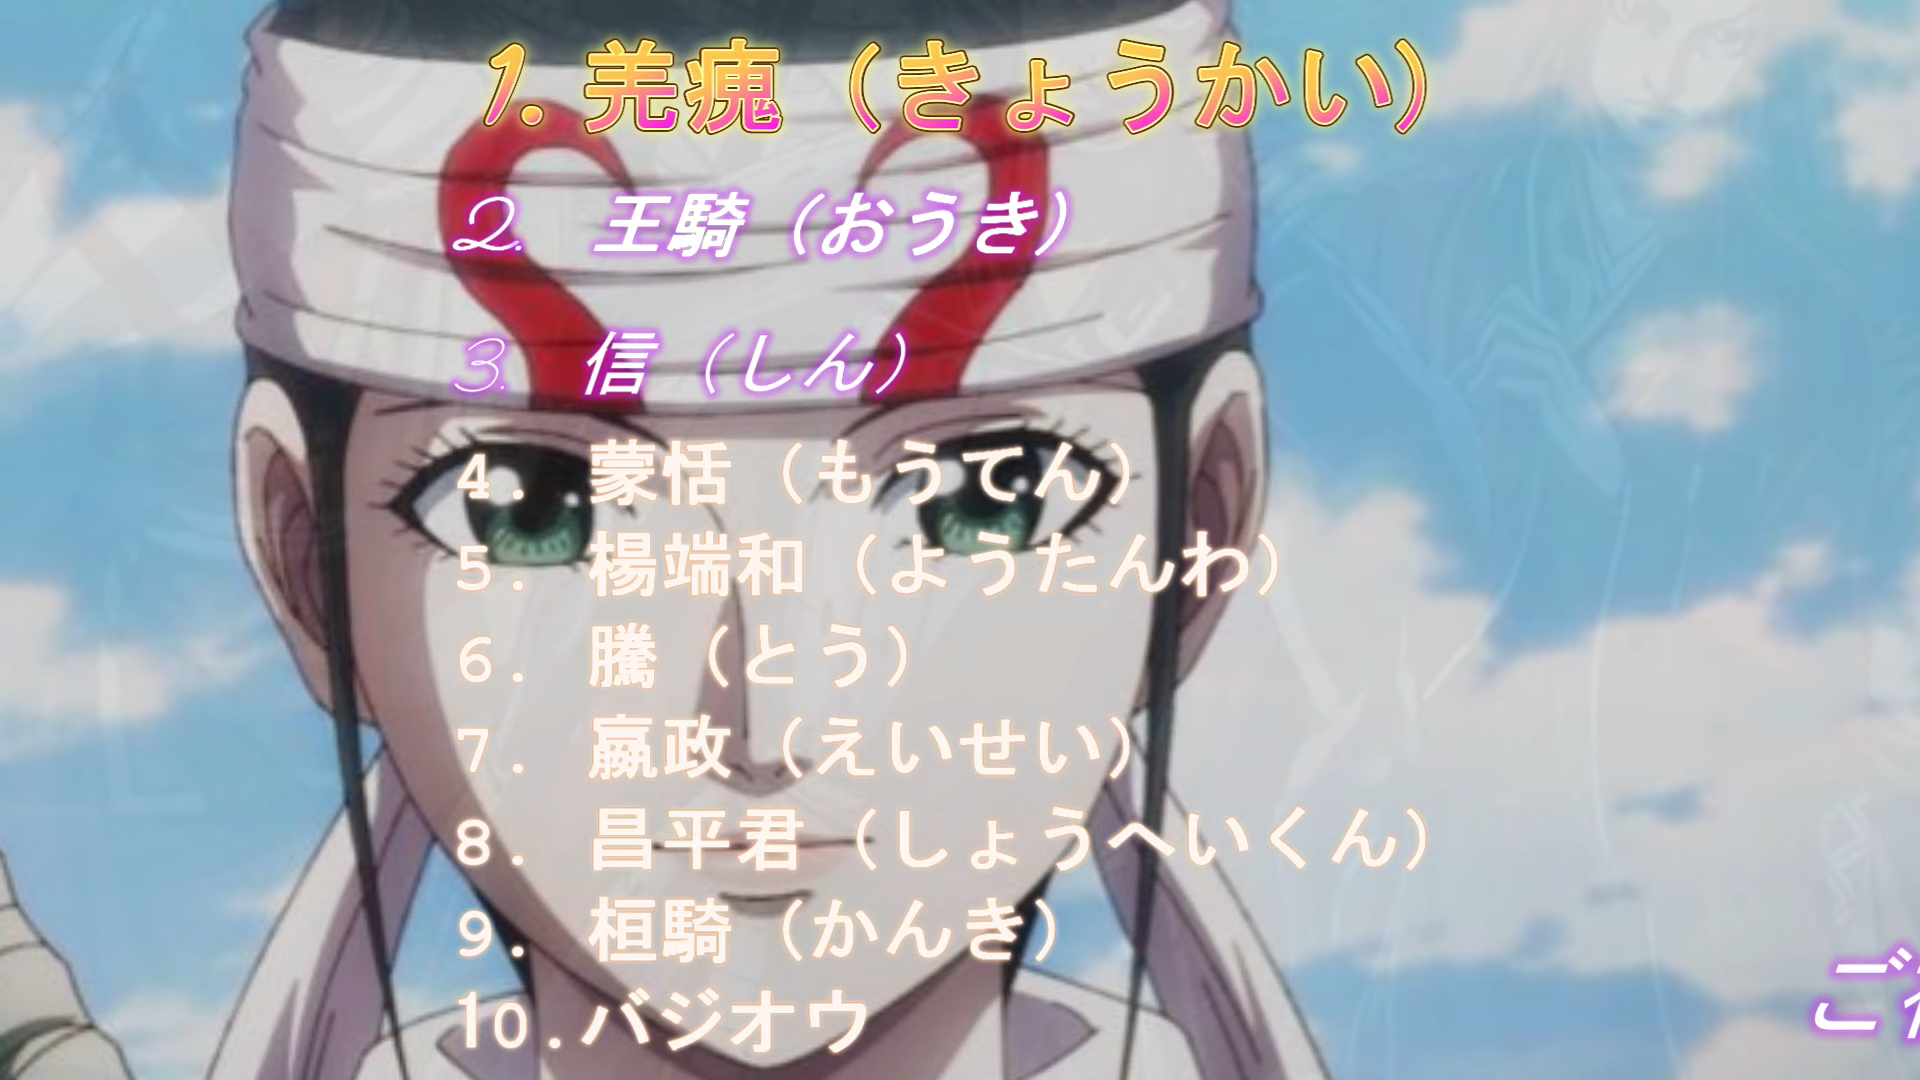 1. 羌瘣（きょうかい）
2. 王騎（おうき）
3. 信（しん）
4. 蒙恬（もうてん）
5. 楊端和（ようたんわ）
6. 騰（とう）
7. 嬴政（えいせい）
8. 昌平君（しょうへいくん）
9. 桓騎（かんき）
10.バジオウ
ご